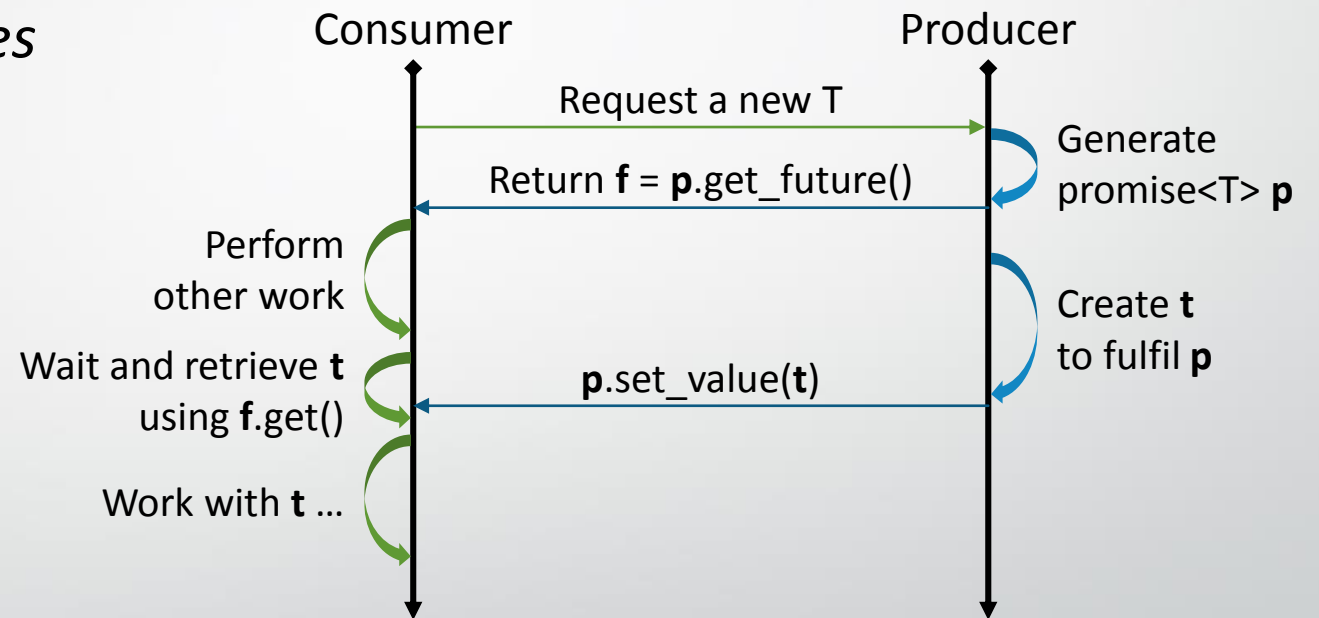 es
Consumer
Producer
Request a new T
Generate
promise<T> p
Return f = p.get_future()
Perform
other work
Create t
to fulfil p
Wait and retrieve t
using f.get()
p.set_value(t)
Work with t ...